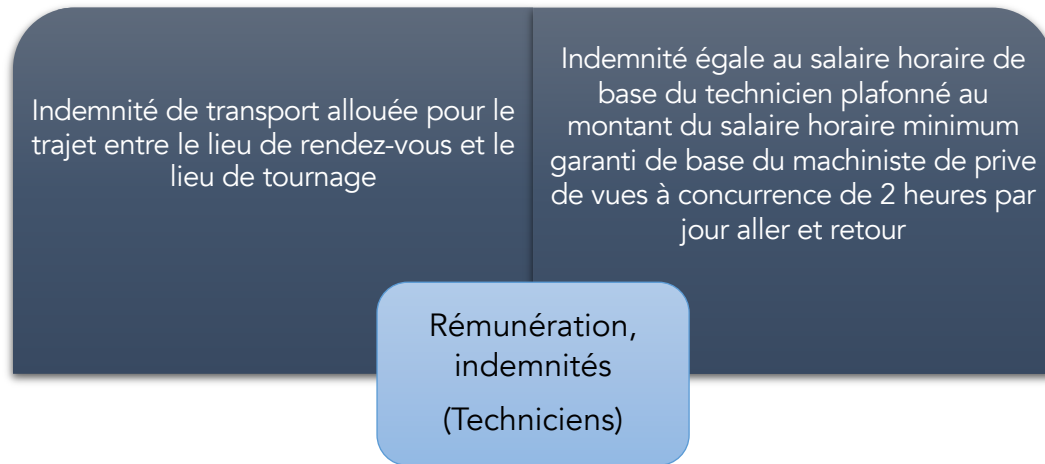 Indemnité de transport allouée pour le
trajet entre le lieu de rendez-vous et le
lieu de tournage
Indemnité égale au salaire horaire de
base du technicien plafonné au
montant du salaire horaire minimum
garanti de base du machiniste de prive
de vues à concurrence de 2 heures par
jour aller et retour
Rémunération,
indemnités
(Techniciens)